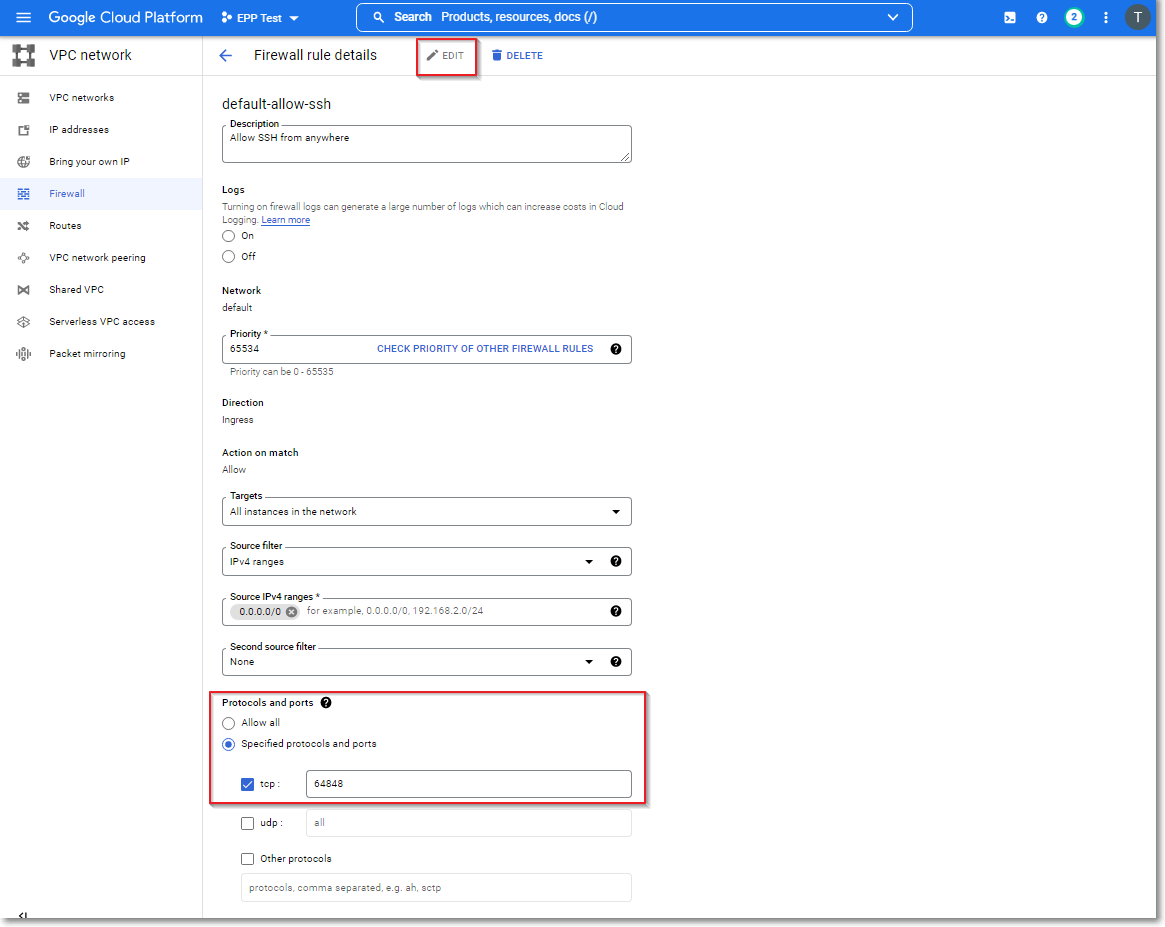 Google Cloud Platform
EPP Test
Search Products, resources, docs (/)
2
T
VPC network
Firewall rule details
EDIT
DELETE
VPC networks
IP addresses
Bring your own IP
Firewall
Routes
VPC network peering
Shared VPC
Serverless VPC access
Packet mirroring
default-allow-ssh
Description
Allow SSH from anywhere
Logs
Turning on firewall logs can generate a large number of logs which can increase costs in Cloud
Logging. Learn more
On
Off
Network
default
Priority *
65534 CHECK PRIORITY OF OTHER FIREWALL RULES
Priority can be 0 - 65535
Direction
Ingress
Action on match
Allow
Targets
All instances in the network
Source filter
IPv4 ranges
Source IPv4 ranges *
0.0.0.0/0 for example, 0.0.0.0/0, 192.168.2.0/24
Second source filter
None
Protocols and ports
Allow all
Specified protocols and ports
tcp : 64848
udp : all
Other protocols
protocols, comma separated, e.g. ah, sctp